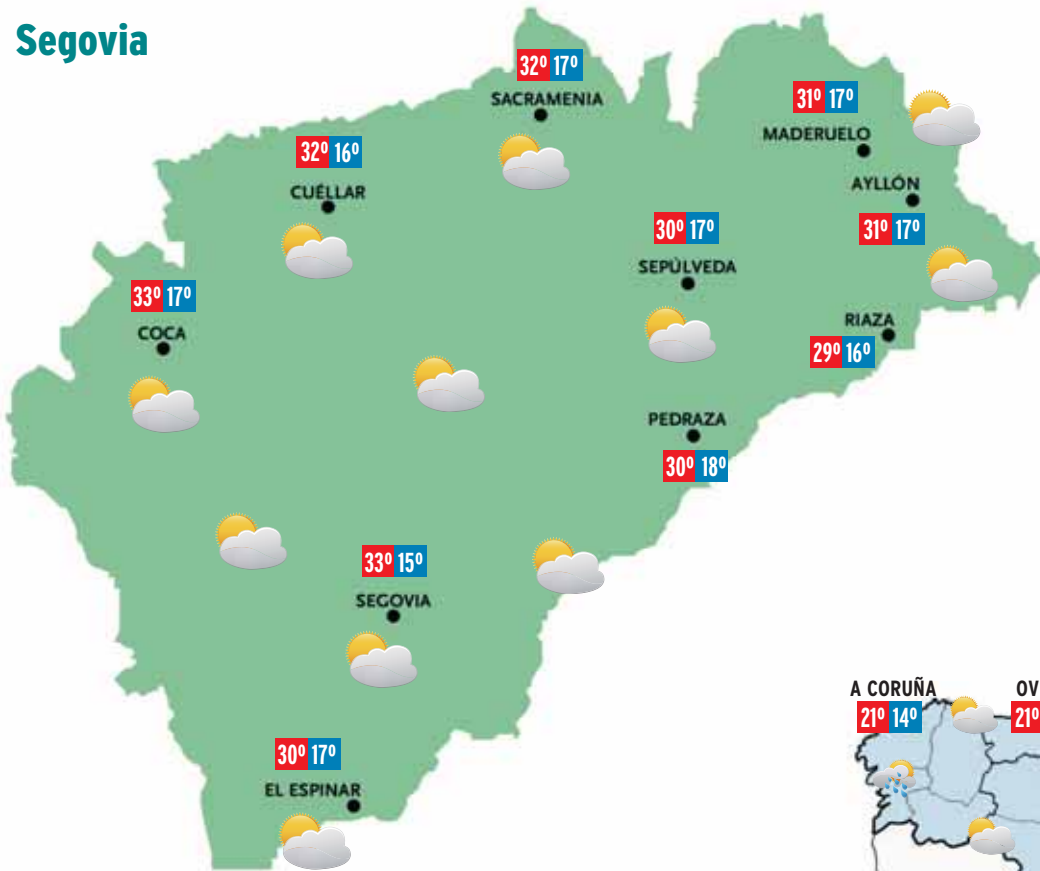 Segovia
32º 17º
SACRAMENIA
31º 17º
MADERUELO
32º 16º
CUÉLLAR
AYLLÓN
31º 17º
30º 17º
SEPÚLVEDA
33º 17º
COCA
RIAZA
29º 16º
PEDRAZA
30º 18º
33º 15º
SEGOVIA
A CORUÑA
21º 14º
OV
21º
30º 17º
EL ESPINAR